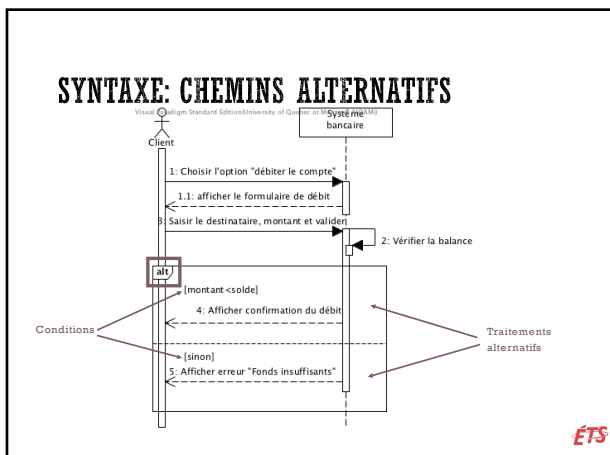 SYNTAXE: CHEMINS ALTERNATIFS
Visual Paradigm Standard Edition(University of Quebec at M
Système
bancaire
Client
1: Choisir l'option "débiter le compte"
1.1: afficher le formulaire de débit
3: Saisir le destinataire, montant et valider
2: Vérifier la balance
alt
[montant<solde]
4: Afficher confirmation du débit
Conditions
Traitements
alternatifs
[sinon]
5: Afficher erreur "Fonds insuffisants"
ÉTS